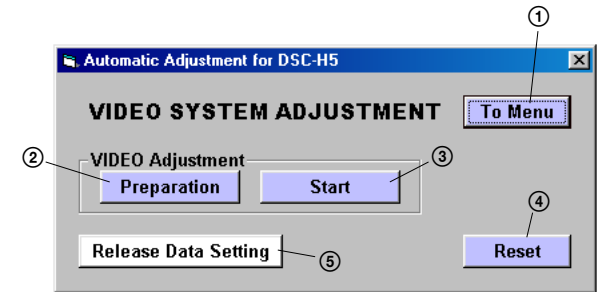 ①
Automatic Adjustment for DSC-H5
VIDEO SYSTEM ADJUSTMENT To Menu
② VIDEO Adjustment ③
Preparation Start
④
Release Data Setting ⑤ Reset